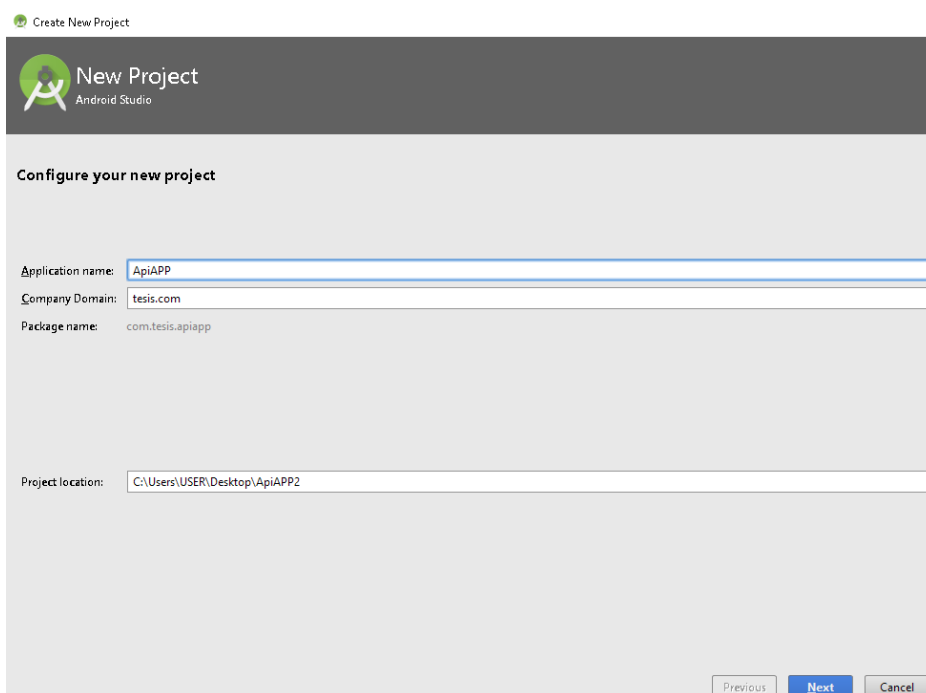 Create New Project
New Project
Android Studio
Configure your new project
Application name: ApiAPP
Company Domain: tesis.com
Package name: com.tesis.apiapp
Project location: C:\Users\USER\Desktop\ApiAPP2
Previous Next Cancel